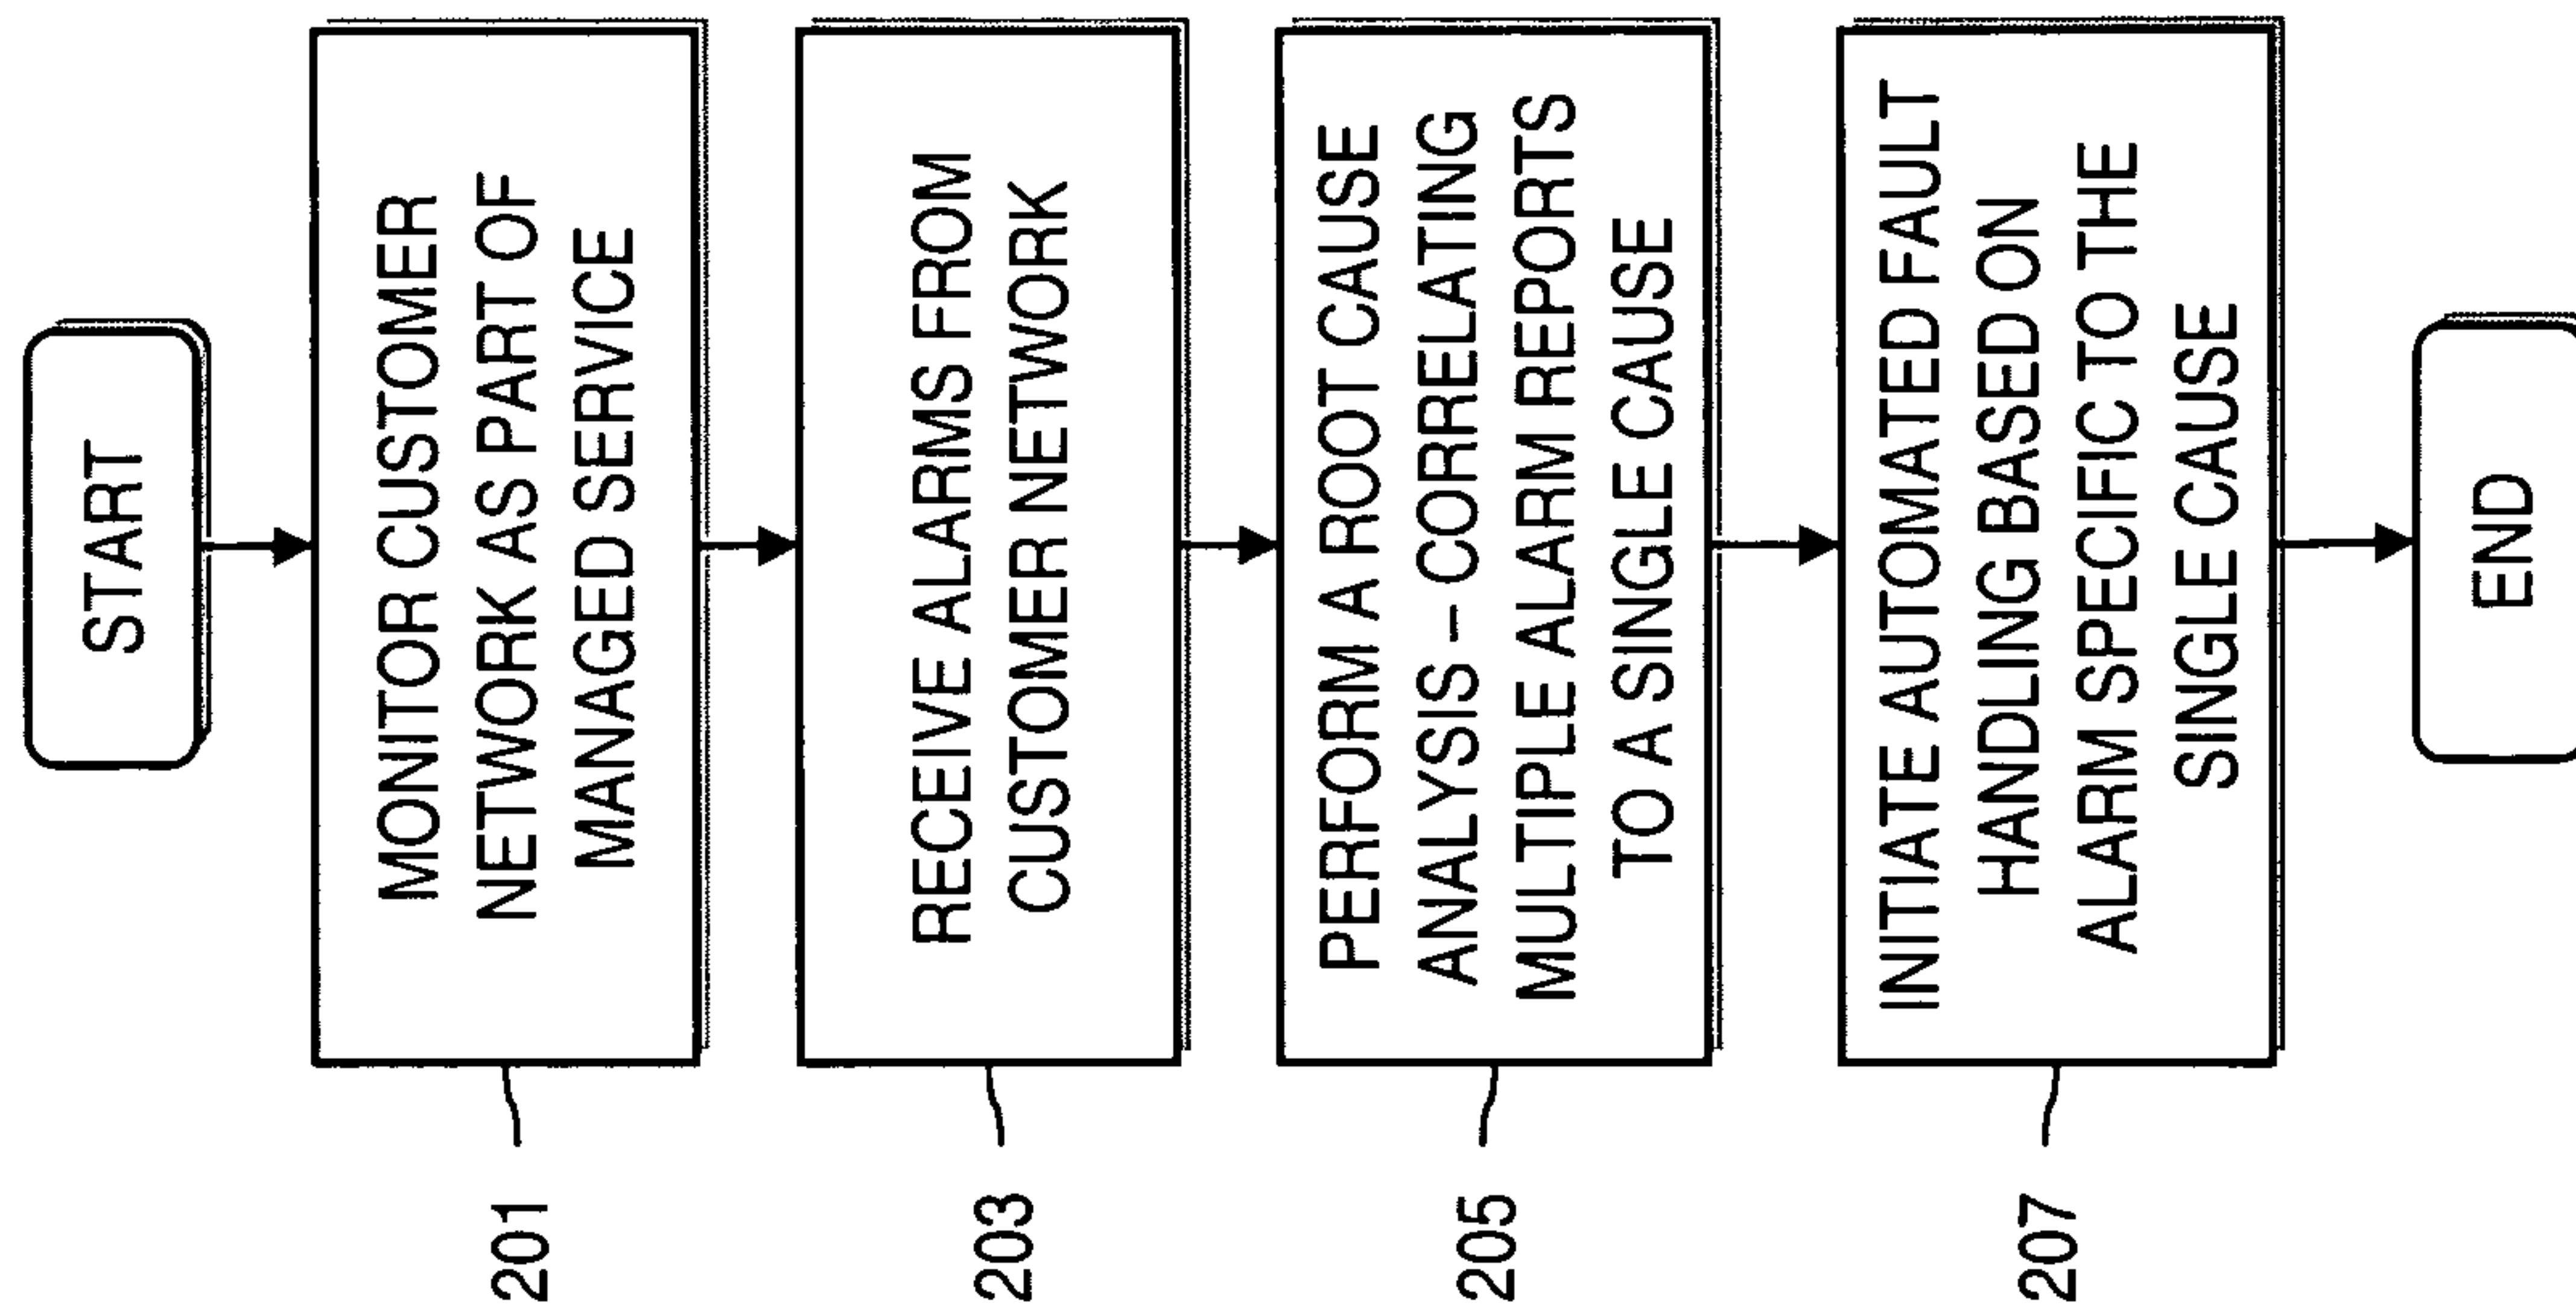 START
201
MONITOR CUSTOMER
NETWORK AS PART OF
MANAGED SERVICE
203
RECEIVE ALARMS FROM
CUSTOMER NETWORK
205
PERFORM A ROOT CAUSE
ANALYSIS – CORRELATING
MULTIPLE ALARM REPORTS
TO A SINGLE CAUSE
207
INITIATE AUTOMATED FAULT
HANDLING BASED ON
ALARM SPECIFIC TO THE
SINGLE CAUSE
END